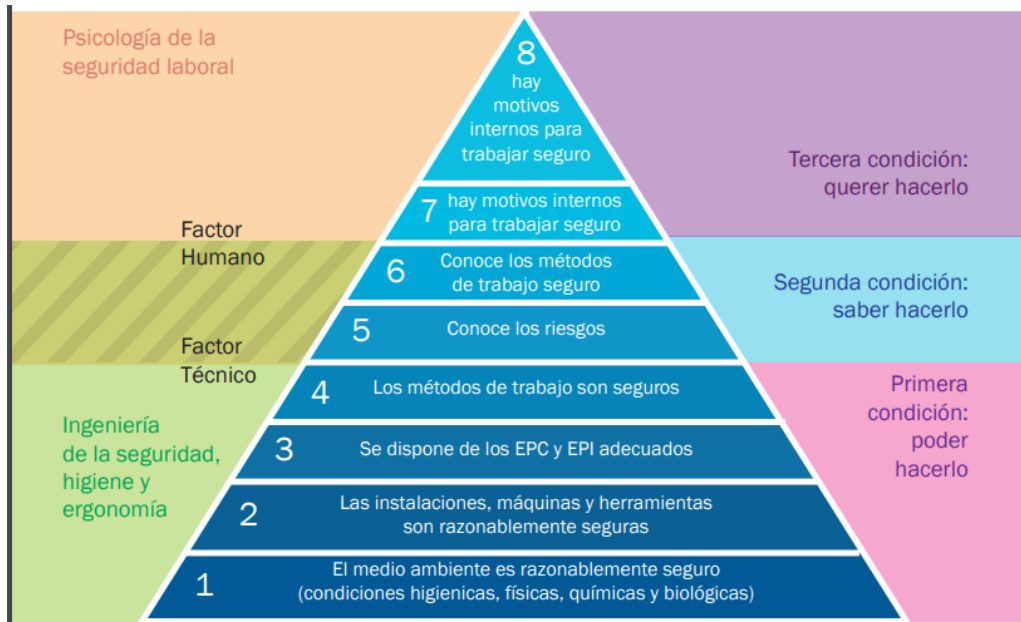 Psicología de la
seguridad laboral
8
hay
motivos
internos para
trabajar seguro
Tercera condición:
querer hacerlo
7
hay motivos internos
para trabajar seguro
Factor
Humano
6
Conoce los métodos
de trabajo seguro
Segunda condición:
saber hacerlo
5
Conoce los riesgos
Factor
Técnico
4
Los métodos de trabajo son seguros
Primera
condición:
poder
hacerlo
Ingeniería
de la seguridad,
higiene y
ergonomía
3
Se dispone de los EPC y EPI adecuados
2
Las instalaciones, máquinas y herramientas
son razonablemente seguras
1
El medio ambiente es razonablemente seguro
(condiciones higienicas, físicas, químicas y biológicas)